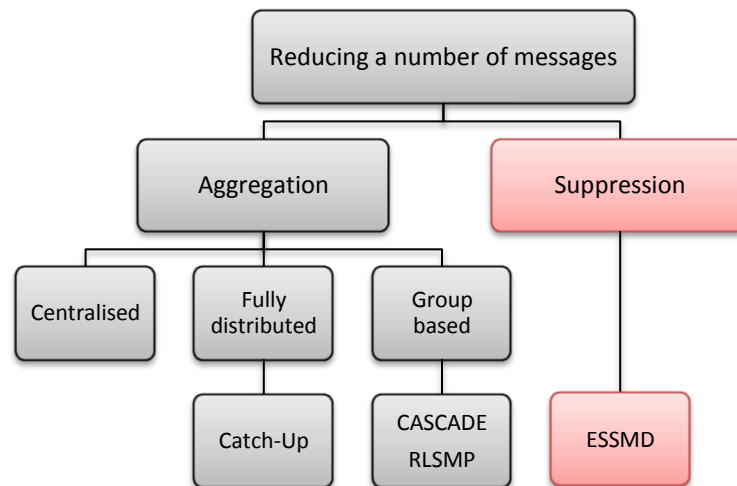 Reducing a number of messages
Aggregation
Suppression
Centralised
Fully
distributed
Group
based
Catch-Up
CASCADE
RLSMP
ESSMD